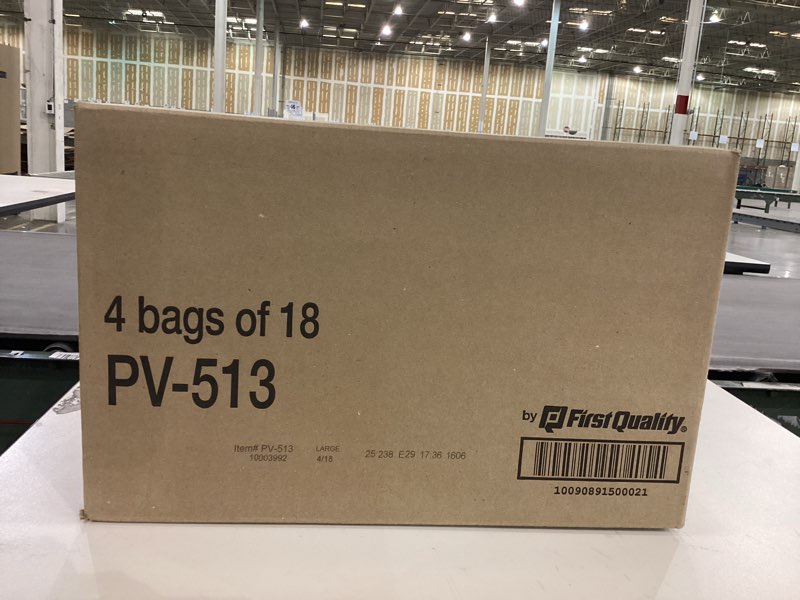 4 bags of 18
PV-513
by First Quality®
Item# PV-513 LARGE 25 238 E29 17:36 1606
10003992 4/18
10090891500021